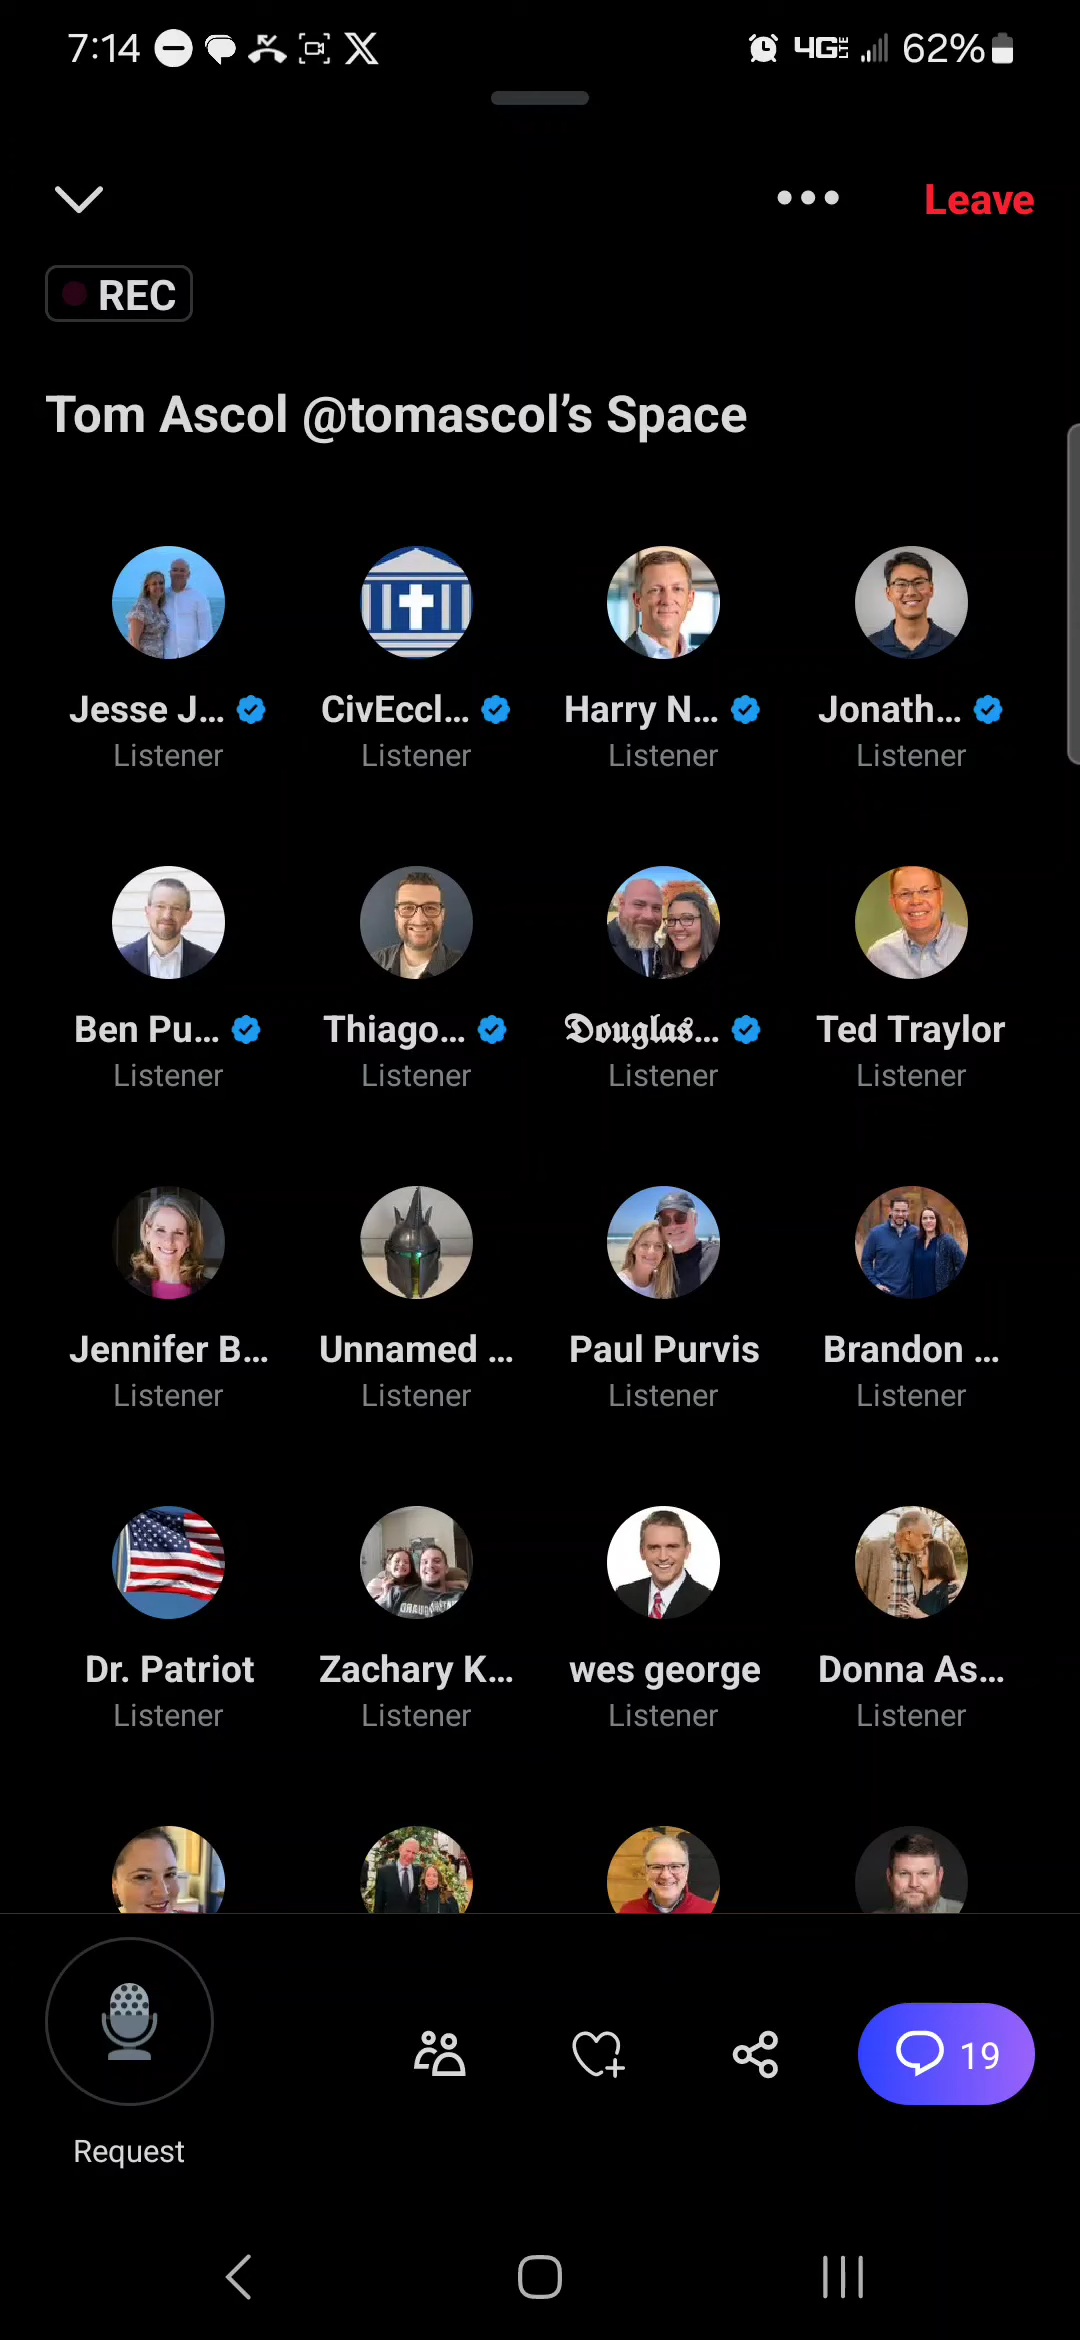 7:14
4G LTE 62%
Leave
REC
Tom Ascol @tomascol’s Space
Jesse J... CivEccl... Harry N... Jonath...
Listener Listener Listener Listener
Ben Pu... Thiago... 𝕯𝖔𝖚𝖌𝖑𝖆𝖘... Ted Traylor
Listener Listener Listener Listener
Jennifer B... Unnamed ... Paul Purvis Brandon ...
Listener Listener Listener Listener
Dr. Patriot Zachary K... wes george Donna As...
Listener Listener Listener Listener
19
Request